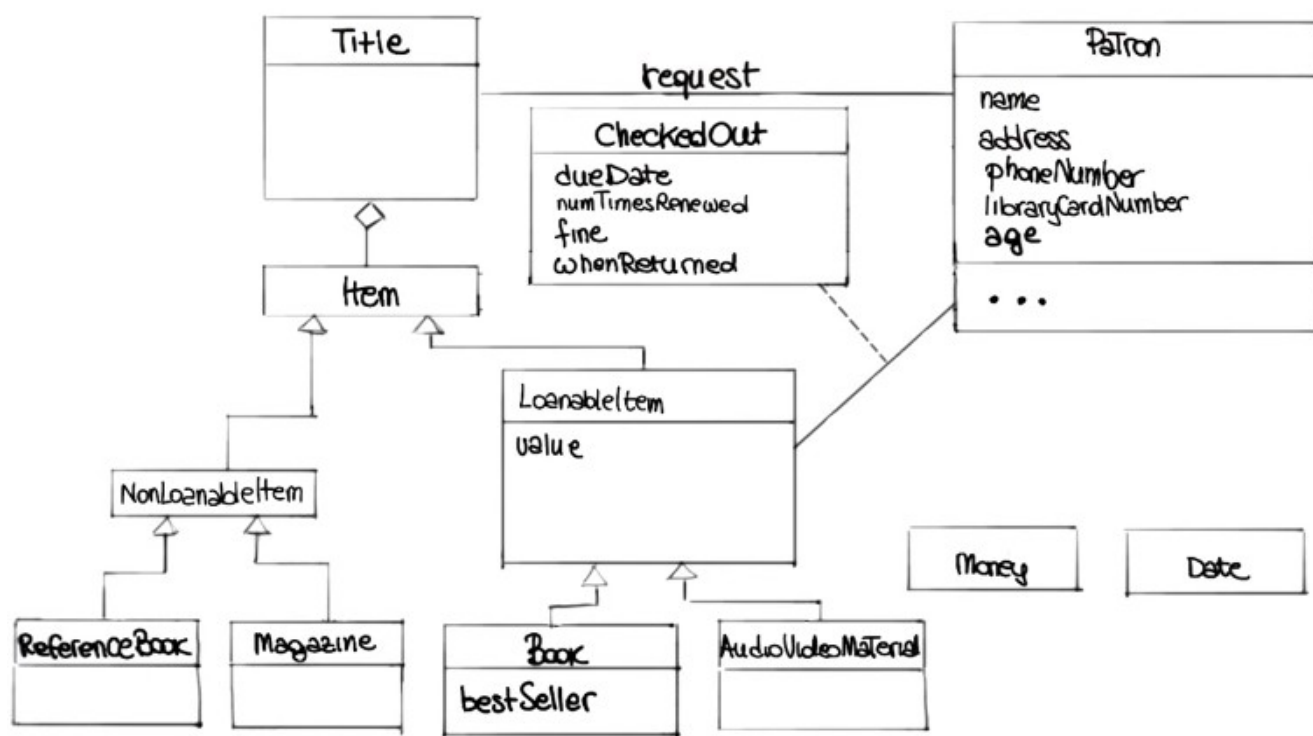 Title
request
PaTron
name
address
phoneNumber
libraryCardNumber
age
...
CheckedOut
dueDate
numTimesRenewed
fine
whenReturned
Item
LoanableItem
value
NonLoanableItem
Money
Date
ReferenceBook
Magazine
Book
bestSeller
AudioVideoMaTerial